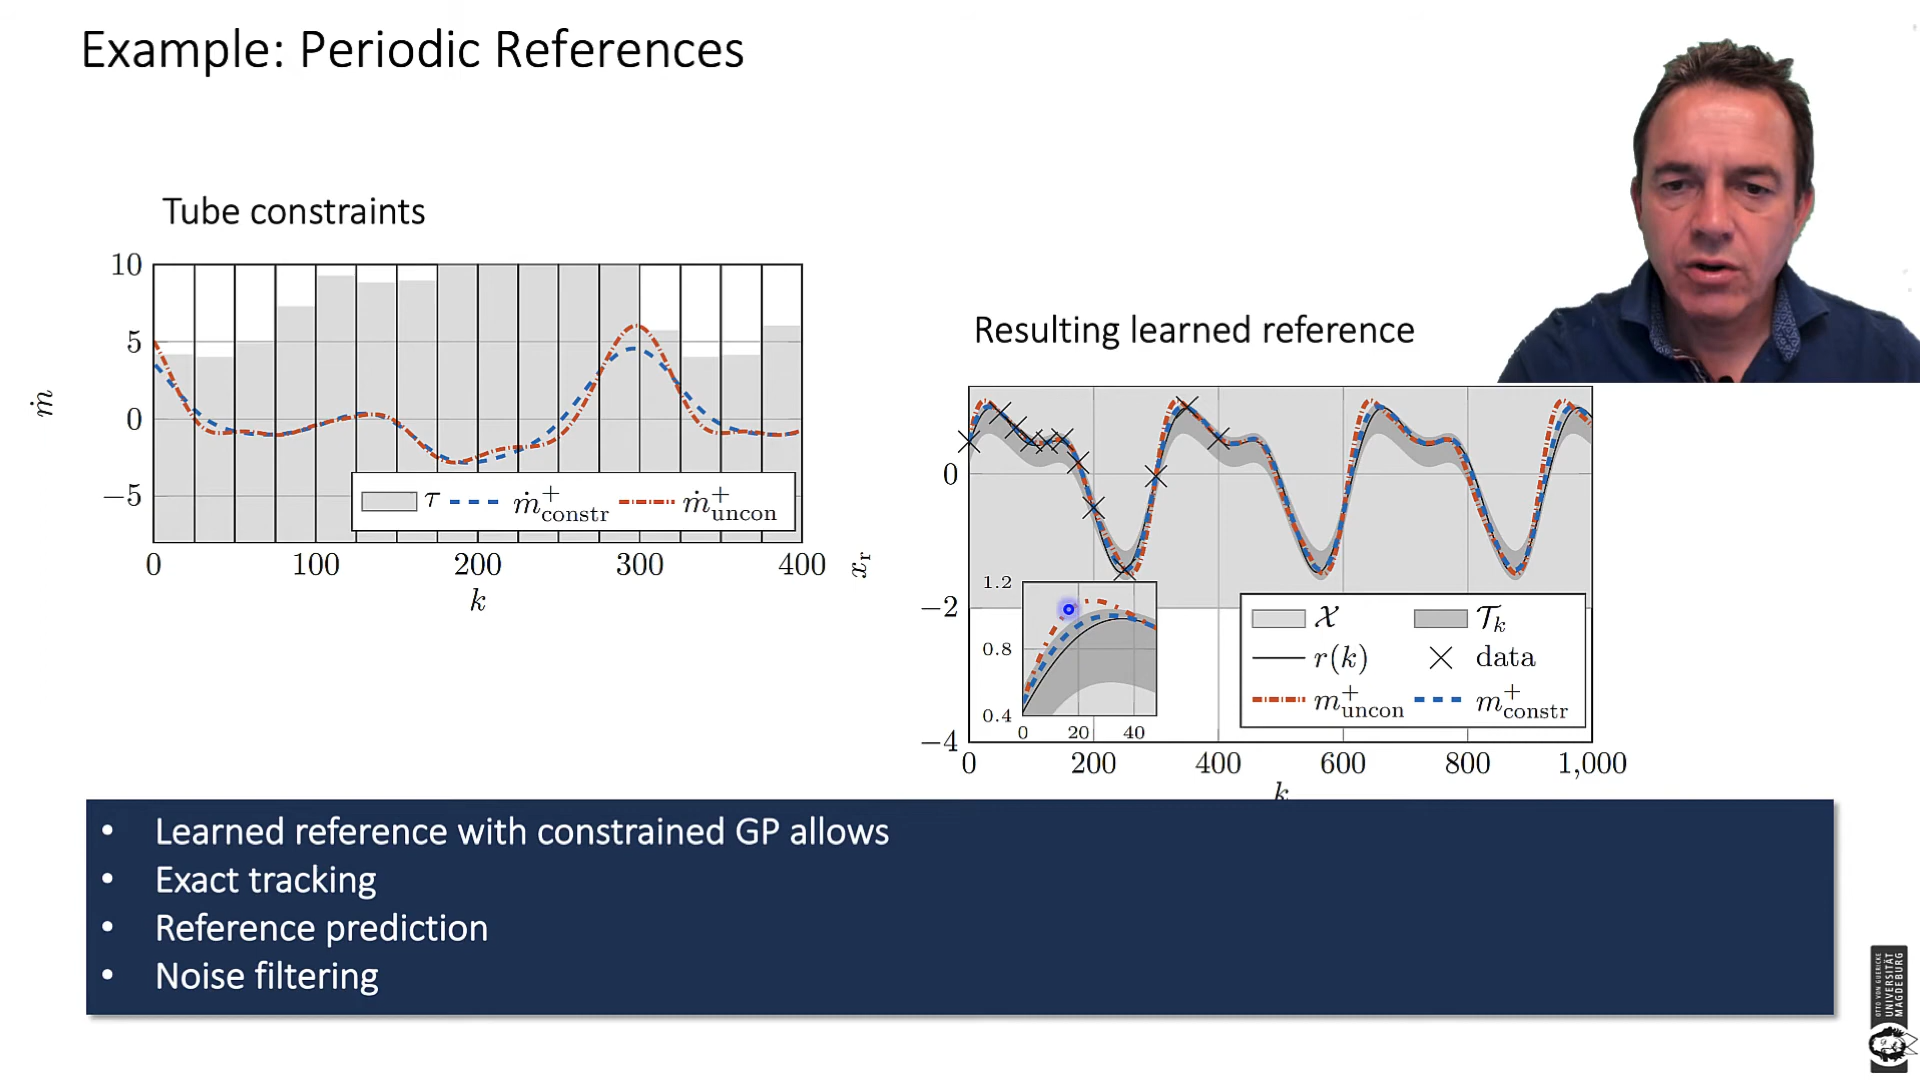 Example: Periodic References
Tube constraints
10
5
0
−5
ṁ
0 100 200 300 400
k
τ ṁ⁺constr ṁ⁺uncon
Resulting learned reference
xᵣ
0
−2
−4
1.2
0.8
0.4
0 20 40
0 200 400 600 800 1,000
k
𝒳 𝒯ₖ
r(k) data
m⁺uncon m⁺constr
• Learned reference with constrained GP allows
• Exact tracking
• Reference prediction
• Noise filtering
OTTO VON GUERICKE
UNIVERSITÄT
MAGDEBURG